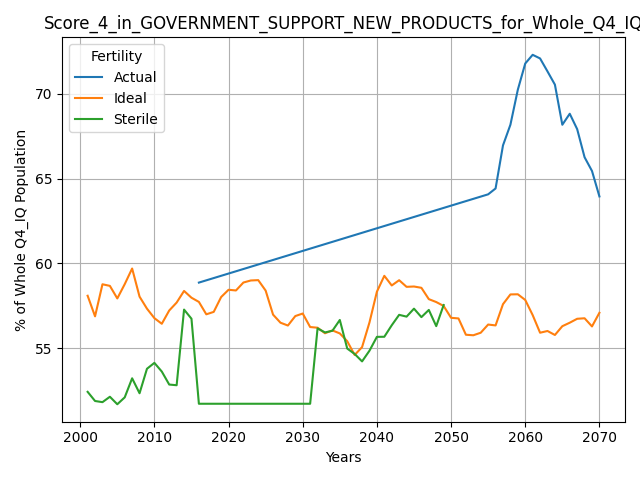 Score_4_in_GOVERNMENT_SUPPORT_NEW_PRODUCTS_for_Whole_Q4_IQ
Fertility
Actual
Ideal
Sterile
% of Whole Q4_IQ Population
70
65
60
55
2000 2010 2020 2030 2040 2050 2060 2070
Years